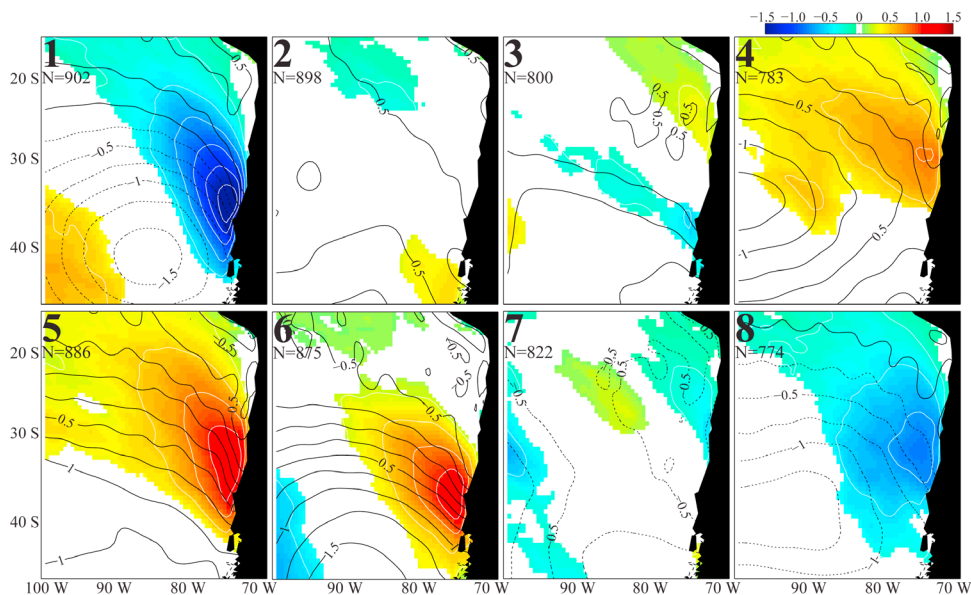 −1.5 −1.0 −0.5 0 0.5 1.0 1.5
1 2 3 4
N=902 N=898 N=800 N=783
20 S
30 S
40 S
−0.5 −1 −1.5
0.5 0.5
0.5 0.5 0.5 0.5
0.5 1 1 0.5
5 6 7 8
N=886 N=875 N=822 N=774
20 S
30 S
40 S
−0.5 0.5 0.5 1 1
−0.5 −0.5 0.5 1.5
−0.5 −0.5 −0.5 −0.5 −0.5 −0.5
−0.5 −1 −1
100 W 90 W 80 W 70 W 90 W 80 W 70 W 90 W 80 W 70 W 90 W 80 W 70 W